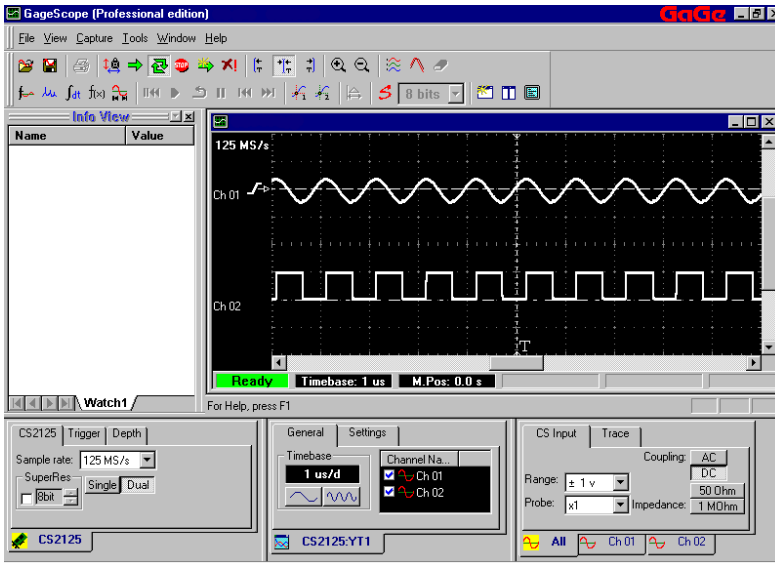 GageScope (Professional edition)
GaGe
File View Capture Tools Window Help
f(x)
8 bits
Info View
Name Value
125 MS/s
Ch 01
Ch 02
T
Ready Timebase: 1 us M.Pos: 0.0 s
Watch1
For Help, press F1
CS2125 Trigger Depth
Sample rate: 125 MS/s
SuperRes
8bit
Single Dual
CS2125
General Settings
Timebase
1 us/d
Channel Na...
Ch 01
Ch 02
CS2125:YT1
CS Input Trace
Coupling: AC
DC
Range: ± 1 v
50 Ohm
Probe: x1 Impedance: 1 MOhm
All Ch 01 Ch 02